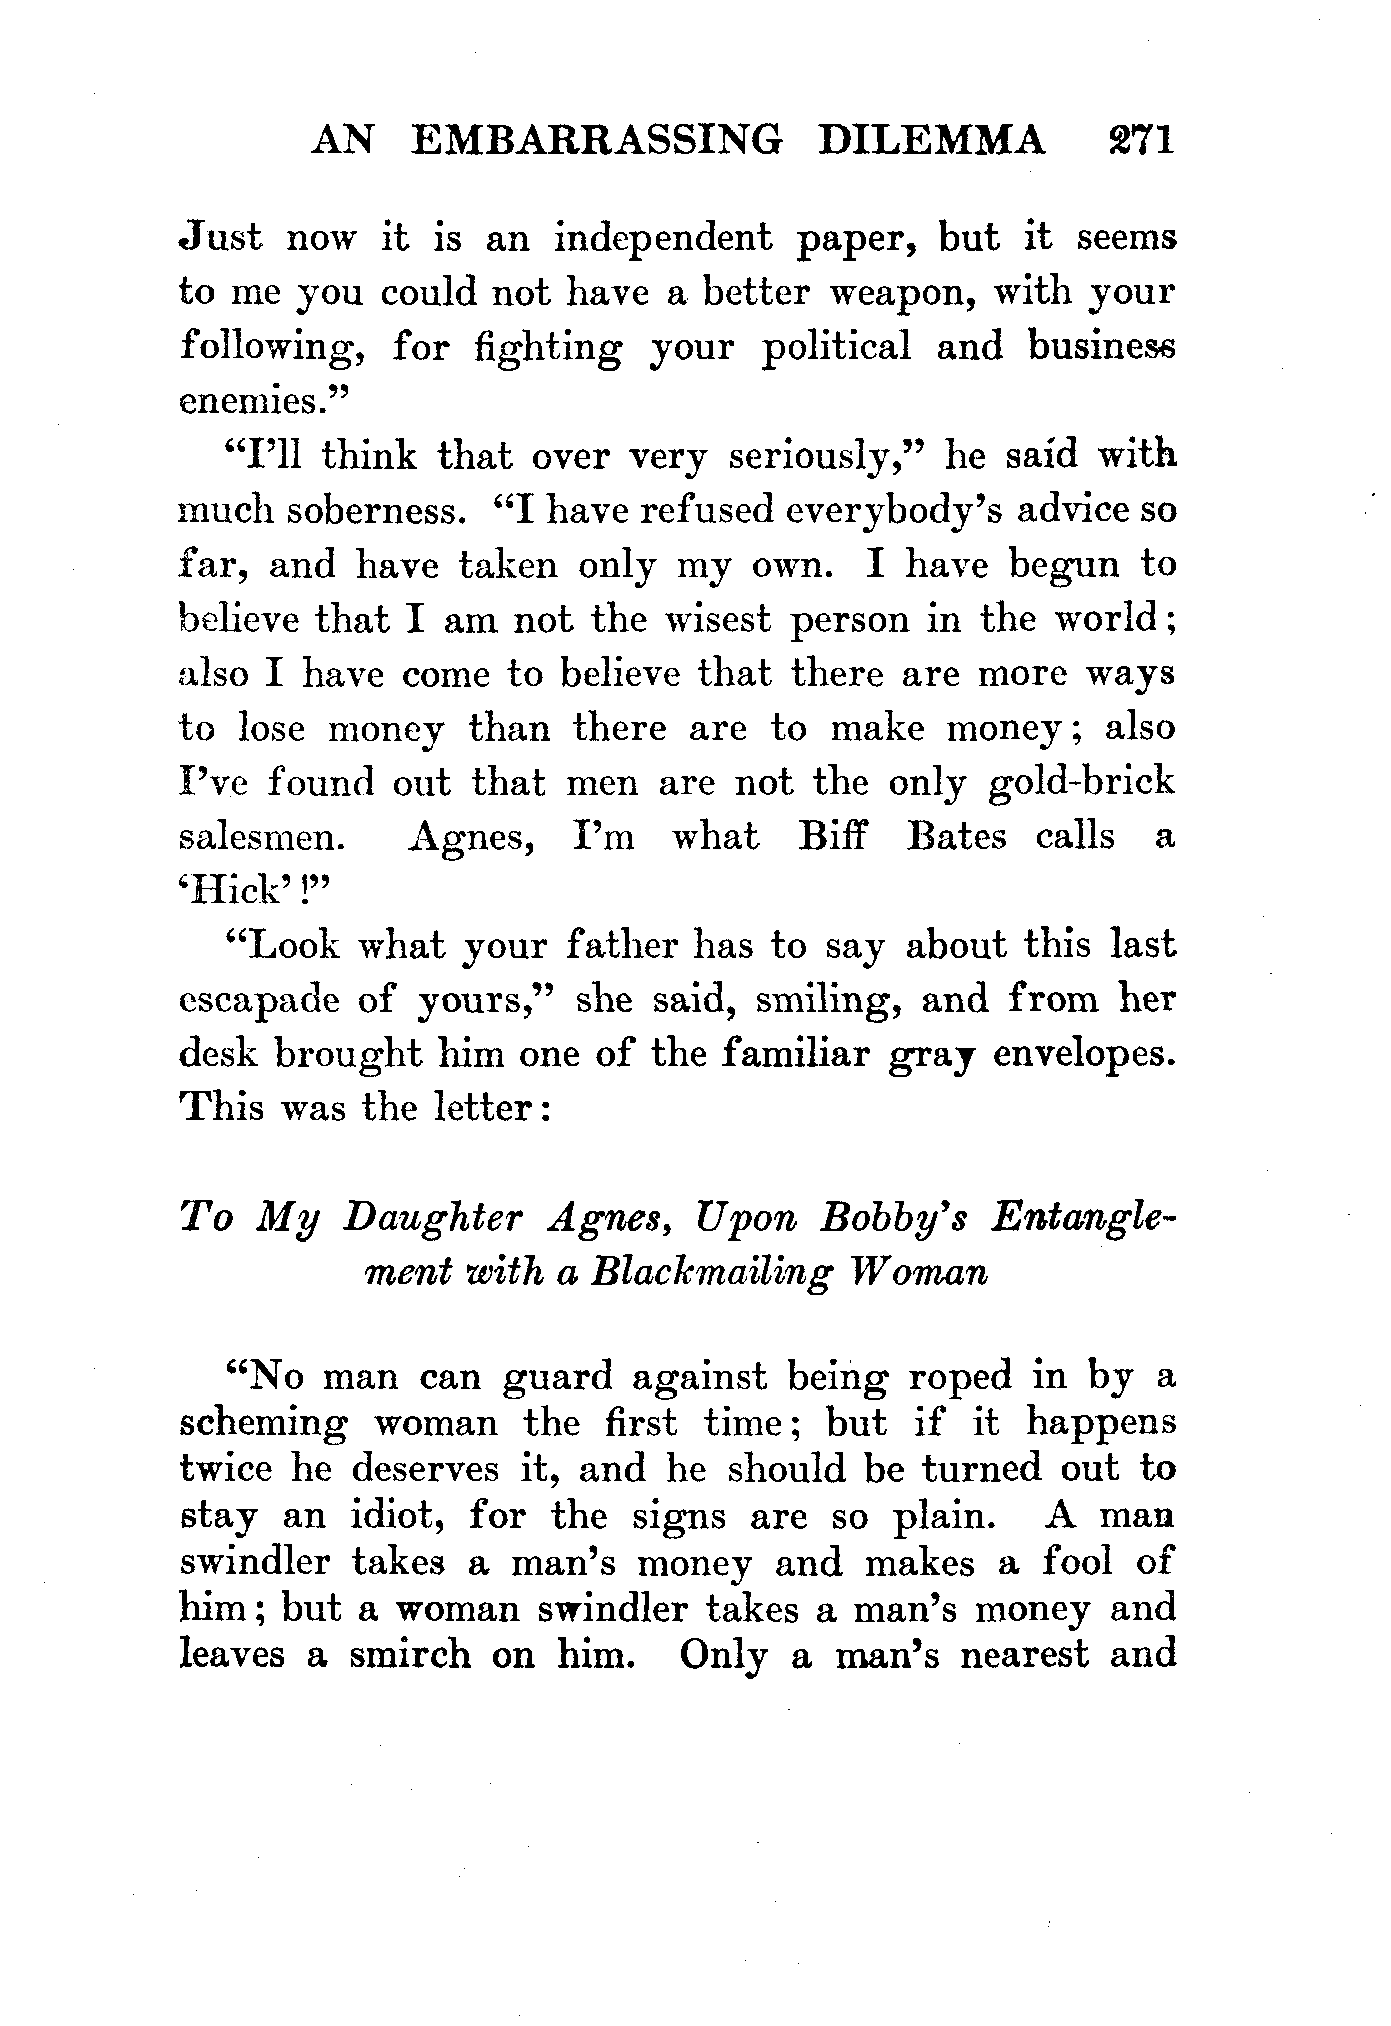 AN EMBARRASSING DILEMMA 271
Just now it is an independent paper, but it seems
to me you could not have a better weapon, with your
following, for fighting your political and business
enemies.”
“I’ll think that over very seriously,” he said with
much soberness. “I have refused everybody’s advice so
far, and have taken only my own. I have begun to
believe that I am not the wisest person in the world;
also I have come to believe that there are more ways
to lose money than there are to make money; also
I’ve found out that men are not the only gold-brick
salesmen. Agnes, I’m what Biff Bates calls a
‘Hick’!”
“Look what your father has to say about this last
escapade of yours,” she said, smiling, and from her
desk brought him one of the familiar gray envelopes.
This was the letter:
To My Daughter Agnes, Upon Bobby’s Entangle-
ment with a Blackmailing Woman
“No man can guard against being roped in by a
scheming woman the first time; but if it happens
twice he deserves it, and he should be turned out to
stay an idiot, for the signs are so plain. A man
swindler takes a man’s money and makes a fool of
him; but a woman swindler takes a man’s money and
leaves a smirch on him. Only a man’s nearest and